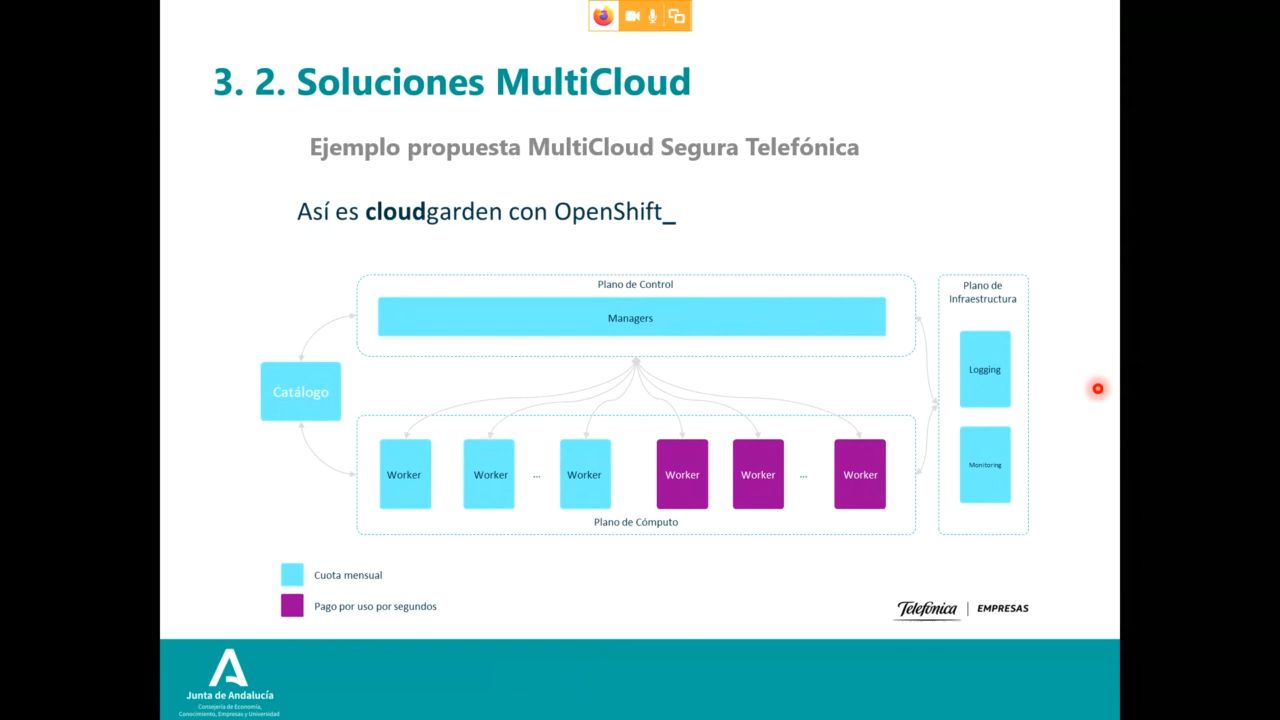 3. 2. Soluciones MultiCloud
Ejemplo propuesta MultiCloud Segura Telefónica
Así es cloudgarden con OpenShift_
Plano de Control
Managers
Plano de
Infraestructura
Logging
Monitoring
Catálogo
Worker
Worker
...
Worker
Worker
Worker
...
Worker
Plano de Cómputo
Cuota mensual
Pago por uso por segundos
Telefónica | EMPRESAS
Junta de Andalucía
Consejería de Economía,
Conocimiento, Empresas y Universidad